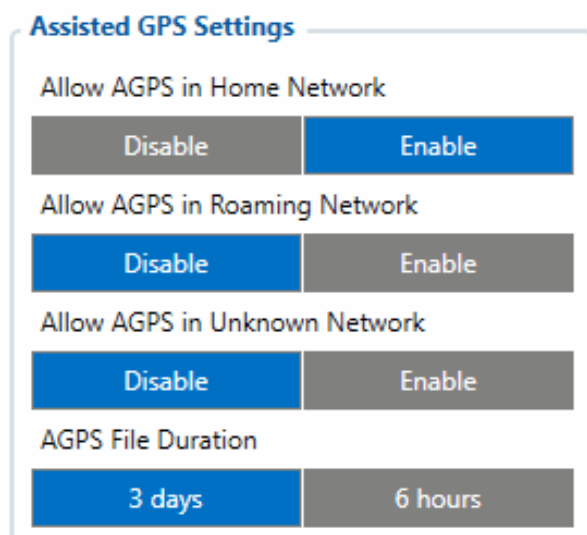 Assisted GPS Settings
Allow AGPS in Home Network
Disable Enable
Allow AGPS in Roaming Network
Disable Enable
Allow AGPS in Unknown Network
Disable Enable
AGPS File Duration
3 days 6 hours